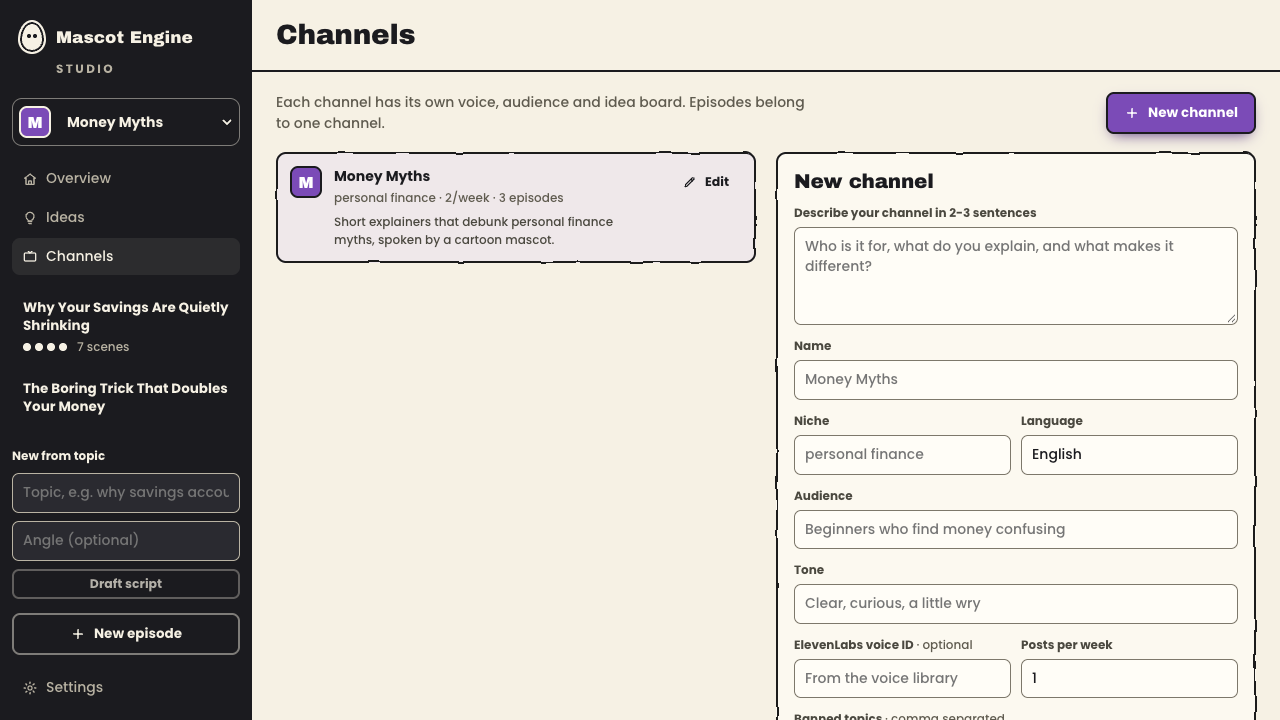 Mascot Engine
STUDIO
M Money Myths
Overview
Ideas
Channels
Why Your Savings Are Quietly
Shrinking
7 scenes
The Boring Trick That Doubles
Your Money
New from topic
Topic, e.g. why savings accou
Angle (optional)
Draft script
+ New episode
Settings
Channels
Each channel has its own voice, audience and idea board. Episodes belong
to one channel.
+ New channel
M Money Myths
Edit
personal finance · 2/week · 3 episodes
Short explainers that debunk personal finance
myths, spoken by a cartoon mascot.
New channel
Describe your channel in 2–3 sentences
Who is it for, what do you explain, and what makes it
different?
Name
Money Myths
Niche Language
personal finance English
Audience
Beginners who find money confusing
Tone
Clear, curious, a little wry
ElevenLabs voice ID · optional Posts per week
From the voice library 1
Banned topics · comma separated